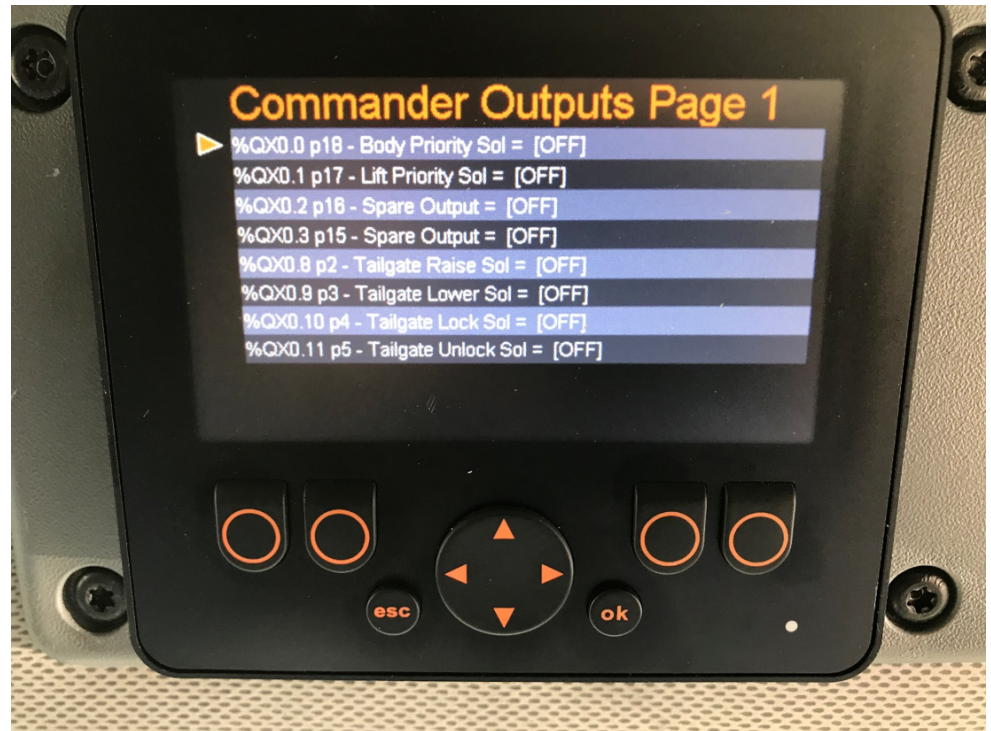 Commander Outputs Page 1
%QX0.0 p18 - Body Priority Sol = [OFF]
%QX0.1 p17 - Lift Priority Sol = [OFF]
%QX0.2 p16 - Spare Output = [OFF]
%QX0.3 p15 - Spare Output = [OFF]
%QX0.8 p2 - Tailgate Raise Sol = [OFF]
%QX0.9 p3 - Tailgate Lower Sol = [OFF]
%QX0.10 p4 - Tailgate Lock Sol = [OFF]
%QX0.11 p5 - Tailgate Unlock Sol = [OFF]
esc
ok